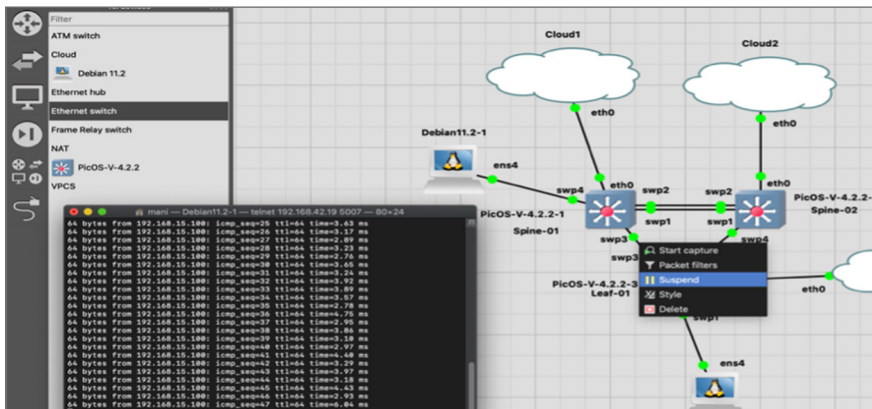 Filter
ATM switch
Cloud
Debian 11.2
Ethernet hub
Ethernet switch
Frame Relay switch
NAT
PicOS-V-4.2.2
VPCS
Cloud1
Cloud2
eth0
eth0
Debian11.2-1
ens4
swp4
eth0
swp2
swp2
eth0
PicOS-V-4.2.2-1
Spine-01
swp1
swp1
PicOS-V-4.2.2-
Spine-02
swp3
swp4
swp3
Start capture
Packet filters
Suspend
Style
Delete
PicOS-V-4.2.2-3
Leaf-01
eth0
swp1
ens4
mani — Debian11.2-1 — telnet 192.168.42.19 5007 — 80×24
64 bytes from 192.168.15.100: icmp_seq=25 ttl=64 time=3.63 ms
64 bytes from 192.168.15.100: icmp_seq=26 ttl=64 time=3.17 ms
64 bytes from 192.168.15.100: icmp_seq=27 ttl=64 time=2.89 ms
64 bytes from 192.168.15.100: icmp_seq=28 ttl=64 time=3.23 ms
64 bytes from 192.168.15.100: icmp_seq=29 ttl=64 time=2.76 ms
64 bytes from 192.168.15.100: icmp_seq=30 ttl=64 time=3.65 ms
64 bytes from 192.168.15.100: icmp_seq=31 ttl=64 time=3.24 ms
64 bytes from 192.168.15.100: icmp_seq=32 ttl=64 time=3.92 ms
64 bytes from 192.168.15.100: icmp_seq=33 ttl=64 time=3.89 ms
64 bytes from 192.168.15.100: icmp_seq=34 ttl=64 time=3.57 ms
64 bytes from 192.168.15.100: icmp_seq=35 ttl=64 time=2.78 ms
64 bytes from 192.168.15.100: icmp_seq=36 ttl=64 time=4.75 ms
64 bytes from 192.168.15.100: icmp_seq=37 ttl=64 time=2.95 ms
64 bytes from 192.168.15.100: icmp_seq=38 ttl=64 time=3.86 ms
64 bytes from 192.168.15.100: icmp_seq=39 ttl=64 time=3.10 ms
64 bytes from 192.168.15.100: icmp_seq=40 ttl=64 time=2.97 ms
64 bytes from 192.168.15.100: icmp_seq=41 ttl=64 time=4.40 ms
64 bytes from 192.168.15.100: icmp_seq=42 ttl=64 time=3.29 ms
64 bytes from 192.168.15.100: icmp_seq=43 ttl=64 time=3.97 ms
64 bytes from 192.168.15.100: icmp_seq=44 ttl=64 time=3.18 ms
64 bytes from 192.168.15.100: icmp_seq=45 ttl=64 time=4.43 ms
64 bytes from 192.168.15.100: icmp_seq=46 ttl=64 time=2.93 ms
64 bytes from 192.168.15.100: icmp_seq=47 ttl=64 time=6.04 ms